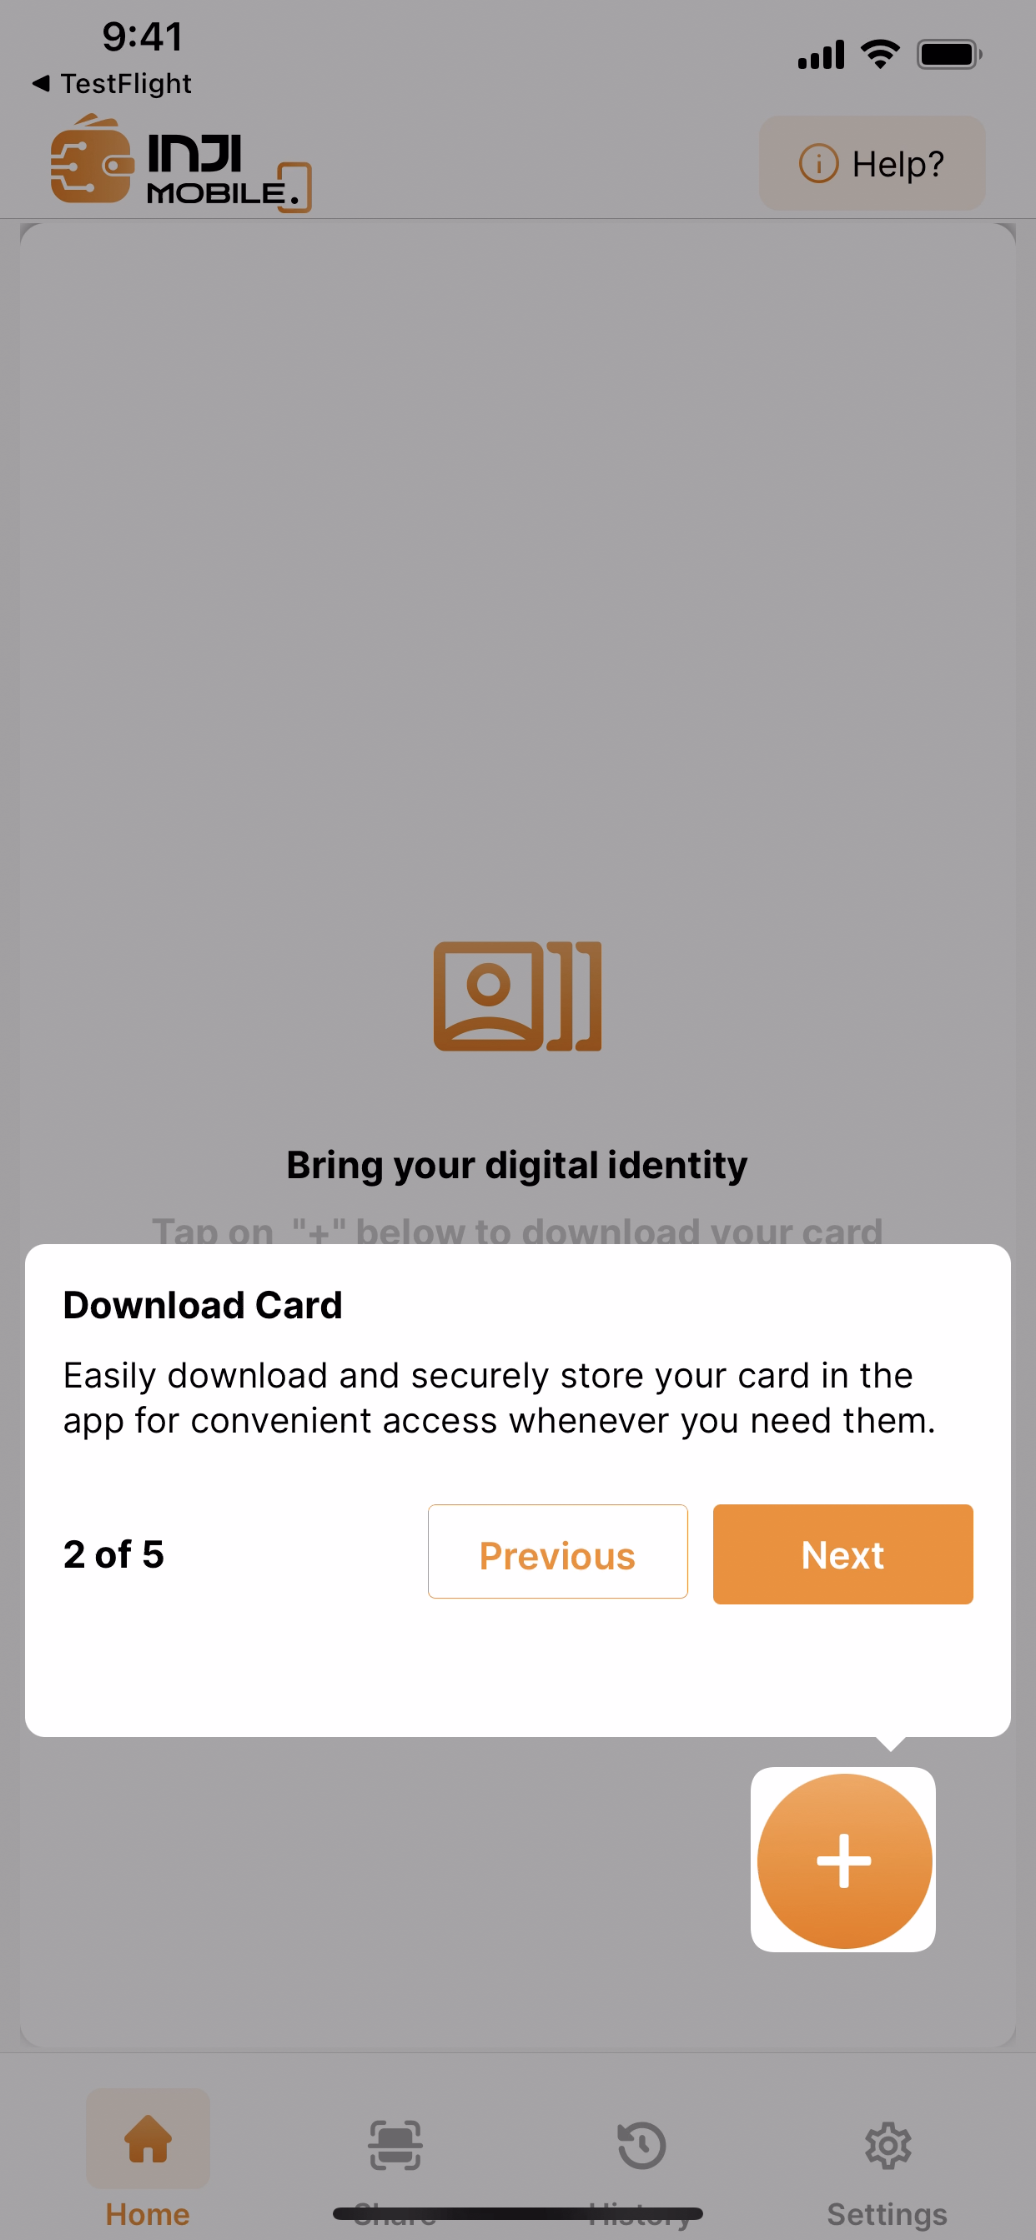 9:41
◀ TestFlight
INJI
MOBILE.
Help?
Bring your digital identity
Tap on "+" below to download your card
Download Card
Easily download and securely store your card in the
app for convenient access whenever you need them.
2 of 5
Previous
Next
Home
Share
History
Settings